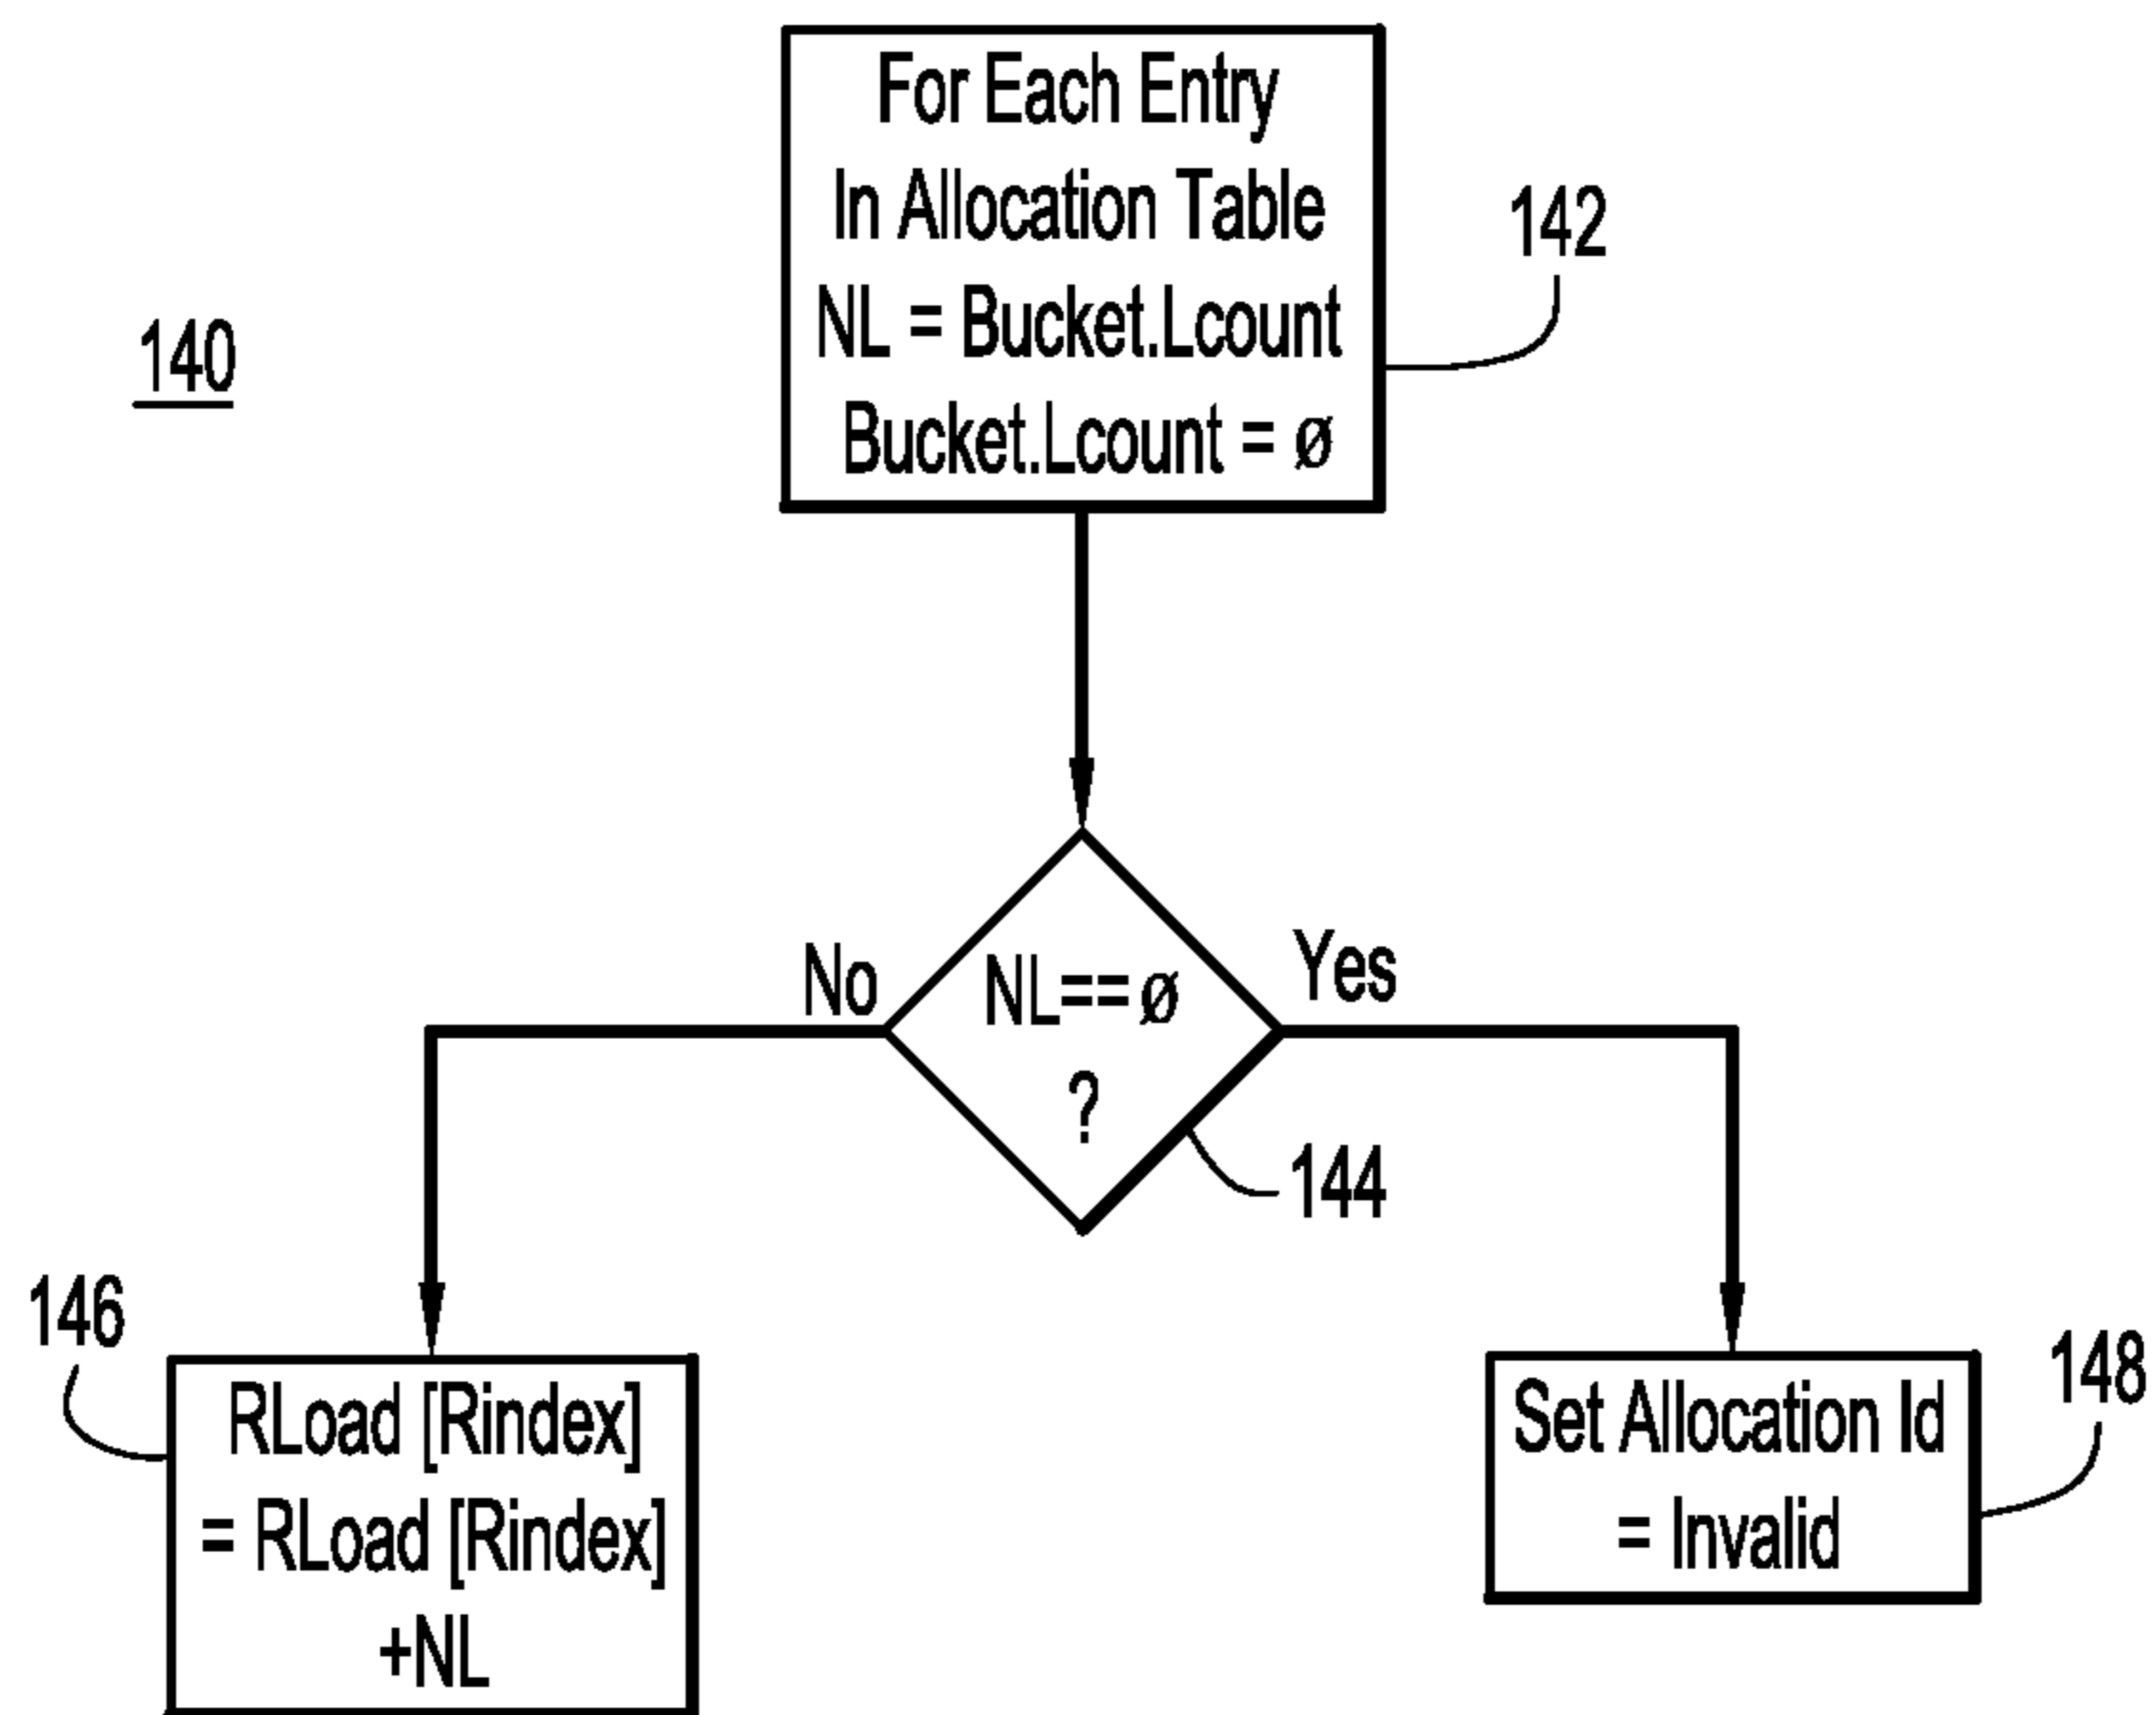 For Each Entry
In Allocation Table
NL = Bucket.Lcount
Bucket.Lcount = ø
142
140
No
NL==ø
?
Yes
144
146
RLoad [Rindex]
= RLoad [Rindex]
+NL
148
Set Allocation Id
= Invalid